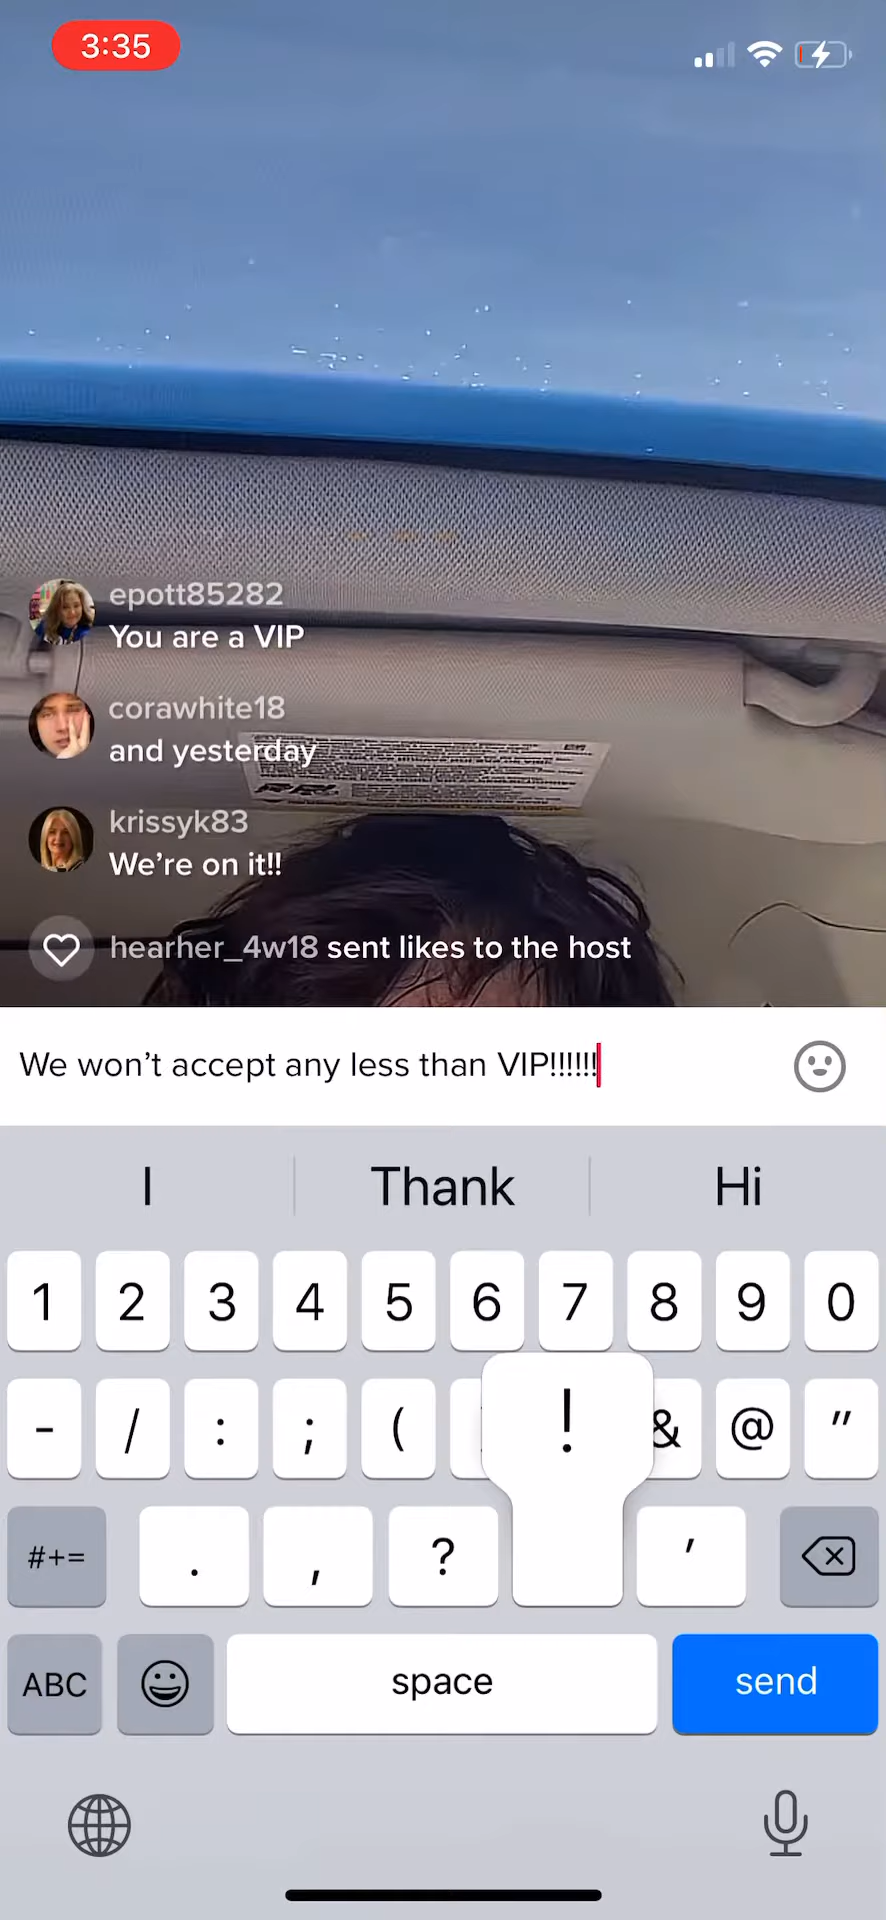 3:35
epott85282
You are a VIP
corawhite18
and yesterday
krissyk83
We're on it!!
hearher_4w18 sent likes to the host
We won't accept any less than VIP!!!!!!
I Thank Hi
1 2 3 4 5 6 7 8 9 0
- / : ; ( ! & @ "
#+= . , ? '
ABC space send